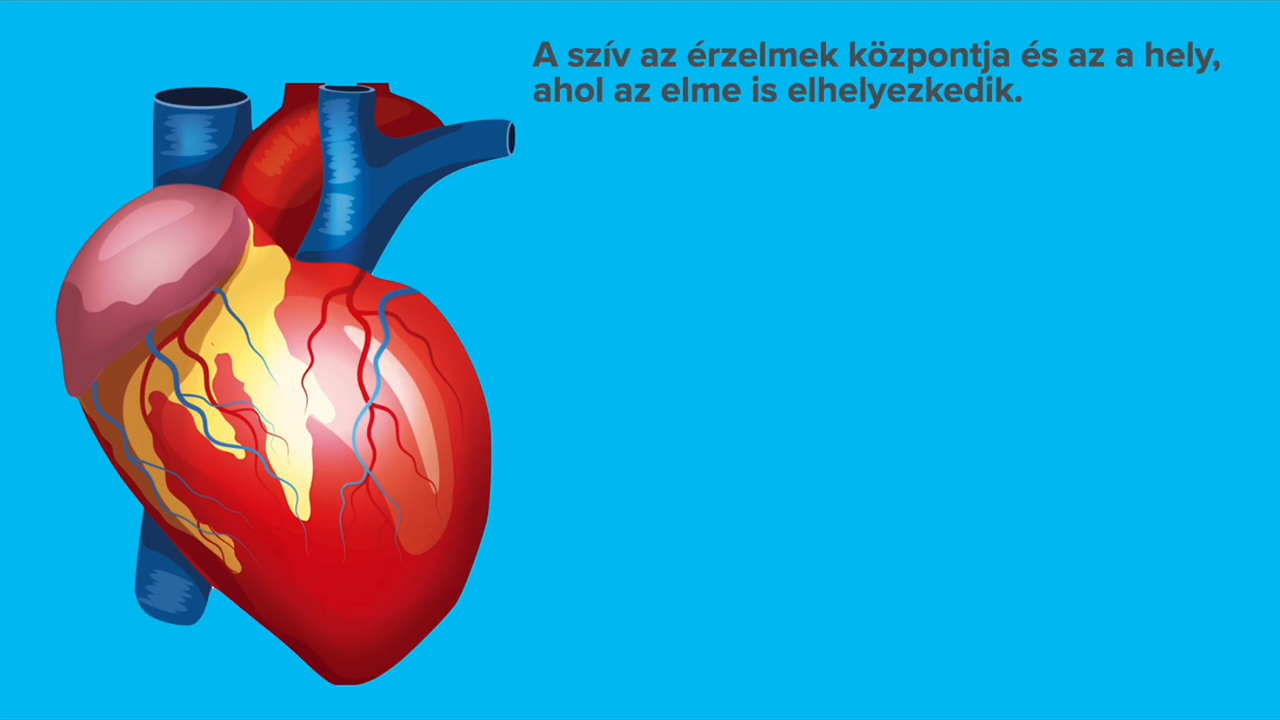 A szív az érzelmek központja és az a hely,
ahol az elme is elhelyezkedik.